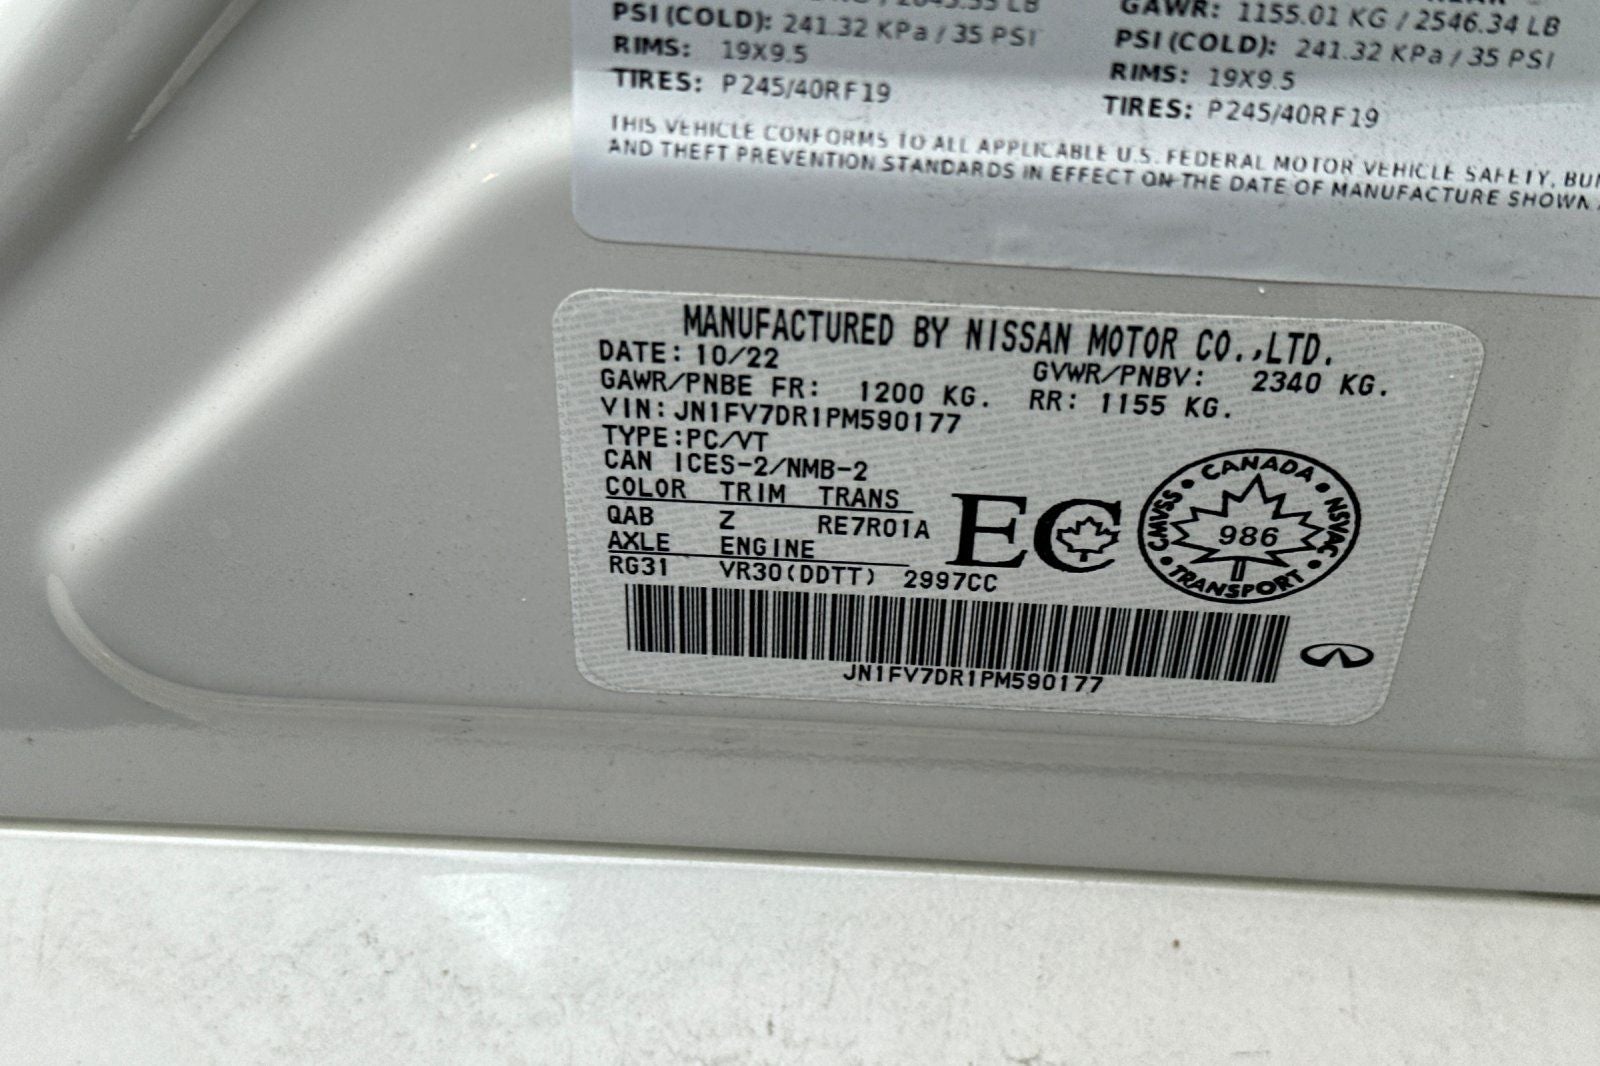 PSI (COLD): 241.32 KPa / 35 PSI
RIMS: 19X9.5
TIRES: P245/40RF19
GAWR: 1155.01 KG / 2546.34 LB
PSI (COLD): 241.32 KPa / 35 PSI
RIMS: 19X9.5
TIRES: P245/40RF19
THIS VEHICLE CONFORMS TO ALL APPLICABLE U.S. FEDERAL MOTOR VEHICLE SAFETY,
AND THEFT PREVENTION STANDARDS IN EFFECT ON THE DATE OF MANUFACTURE SHOWN
MANUFACTURED BY NISSAN MOTOR CO.,LTD.
DATE: 10/22 GVWR/PNBV: 2340 KG.
GAWR/PNBE FR: 1200 KG. RR: 1155 KG.
VIN:JN1FV7DR1PM590177
TYPE:PC/VT
CAN ICES-2/NMB-2
COLOR TRIM TRANS
QAB Z RE7R01A
AXLE ENGINE
RG31 VR30(DDTT) 2997CC
EC
CANADA
CMVSS
986
NSVAC
TRANSPORT
JN1FV7DR1PM590177